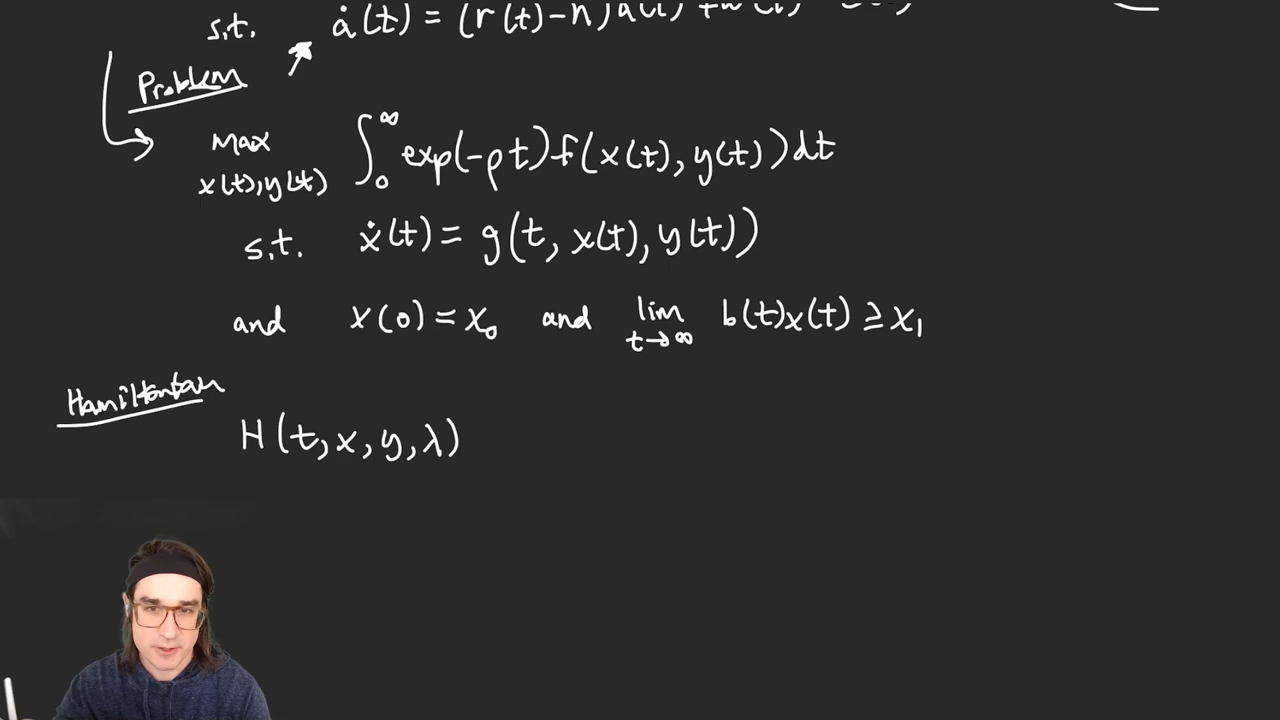 s.t. ȧ(t) = (r(t)-n)a(t) +w(t)
Problem
max x(t),y(t) ∫₀^∞ exp(-ρt)f(x(t), y(t))dt
s.t. ẋ(t) = g(t, x(t), y(t))
and x(0) = x₀ and lim t→∞ b(t)x(t) ≥ x₁
Hamiltonian
H(t, x, y, λ)